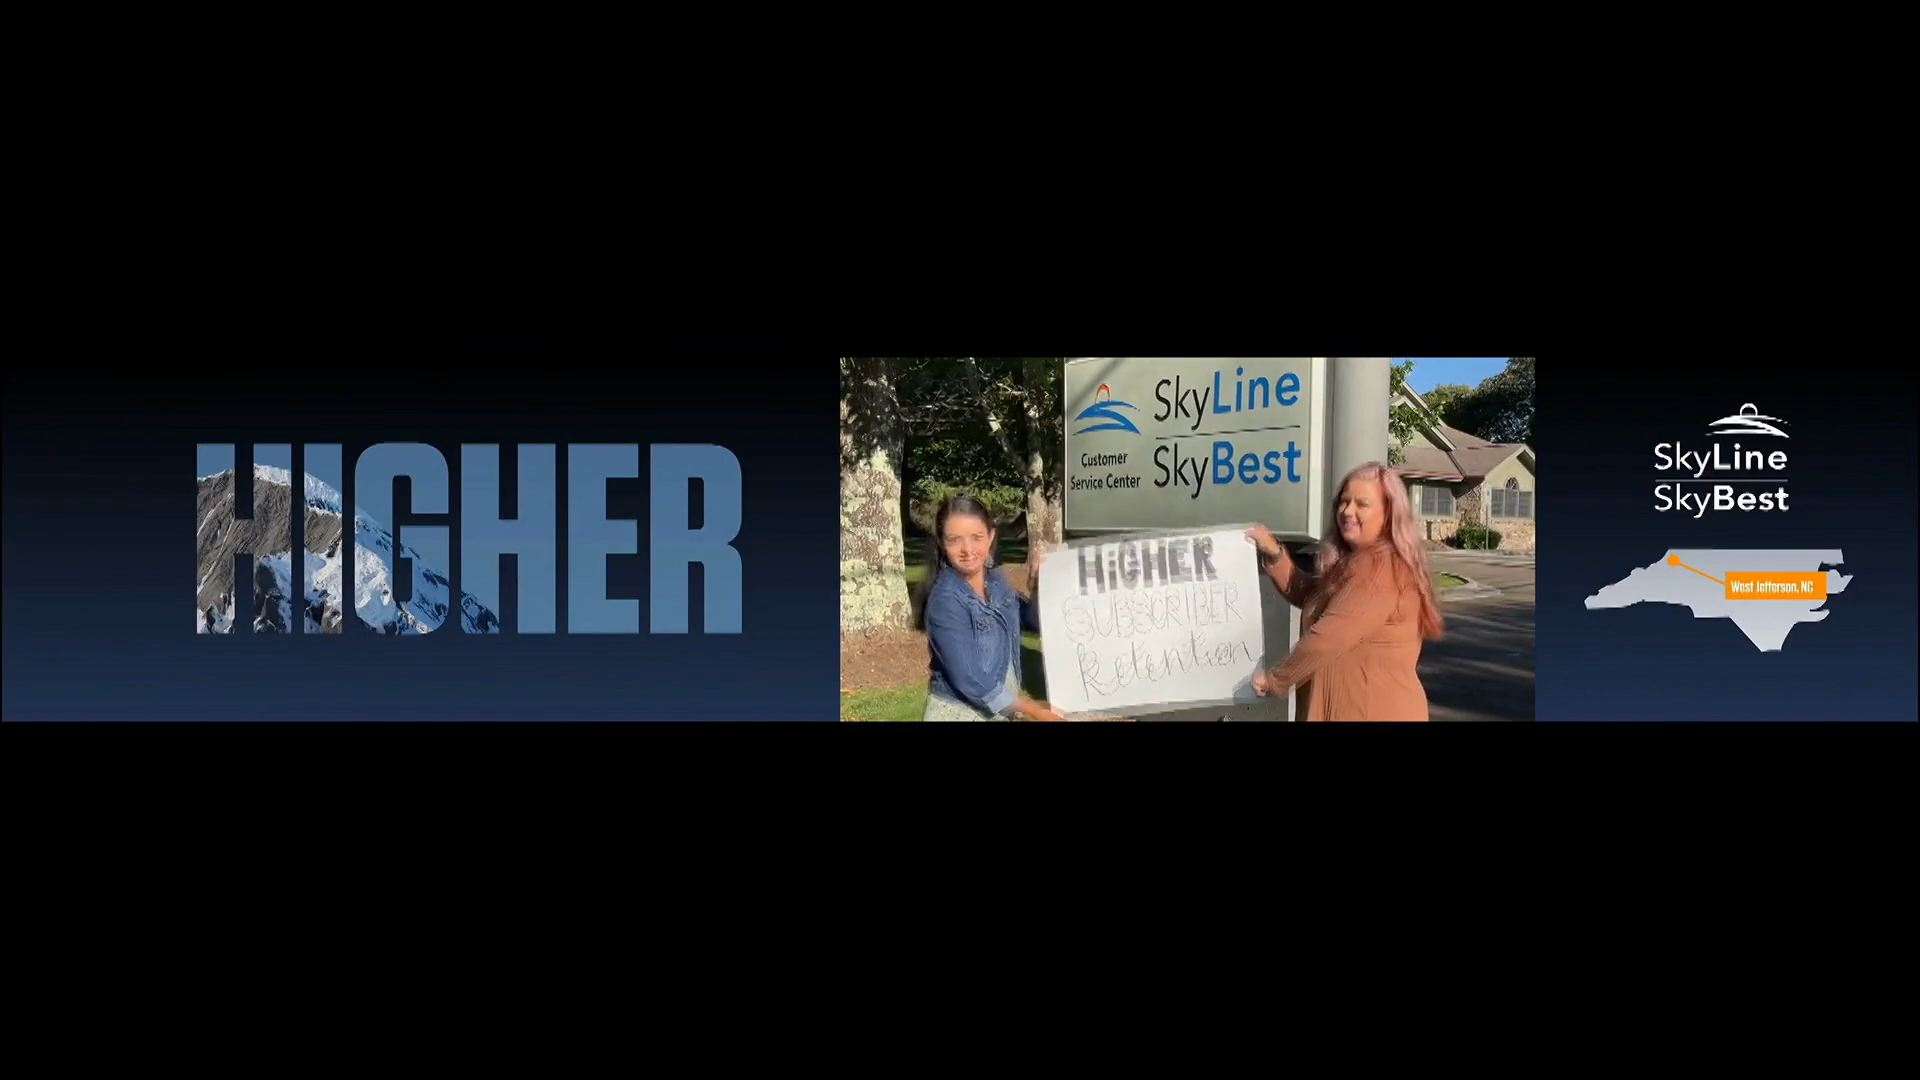 HIGHER
SkyLine
SkyBest
Customer
Service Center
HiGHER
SUBSCRIBER
Retention
SkyLine
SkyBest
West Jefferson, NC